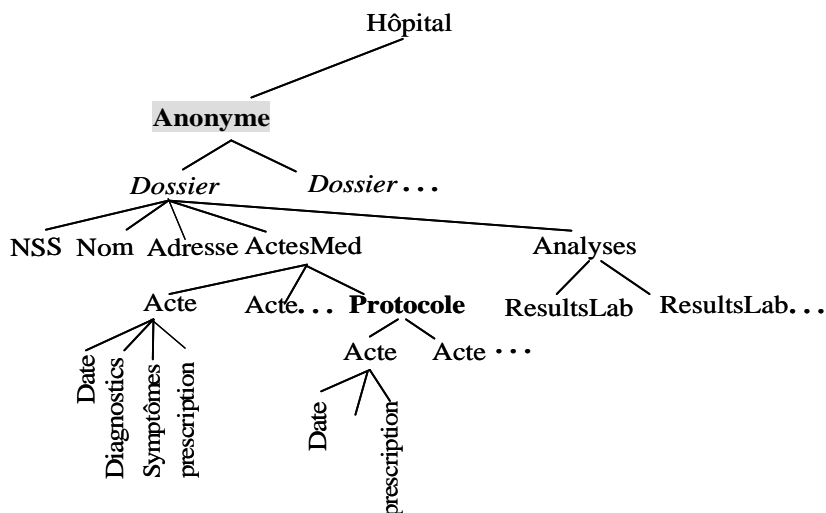 Hôpital
Anonyme
Dossier Dossier ...
NSS Nom Adresse ActesMed Analyses
Acte Acte... Protocole ResultsLab ResultsLab...
Acte Acte ...
Date
Diagnostics
Symptômes
prescription
Date
prescription